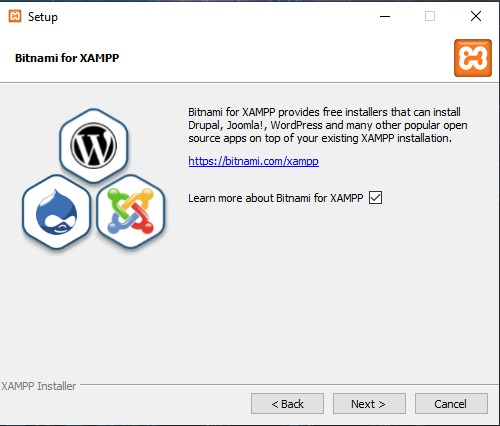 Setup
Bitnami for XAMPP
Bitnami for XAMPP provides free installers that can install
Drupal, Joomla!, WordPress and many other popular open
source apps on top of your existing XAMPP installation.
https://bitnami.com/xampp
Learn more about Bitnami for XAMPP
XAMPP Installer
< Back
Next >
Cancel